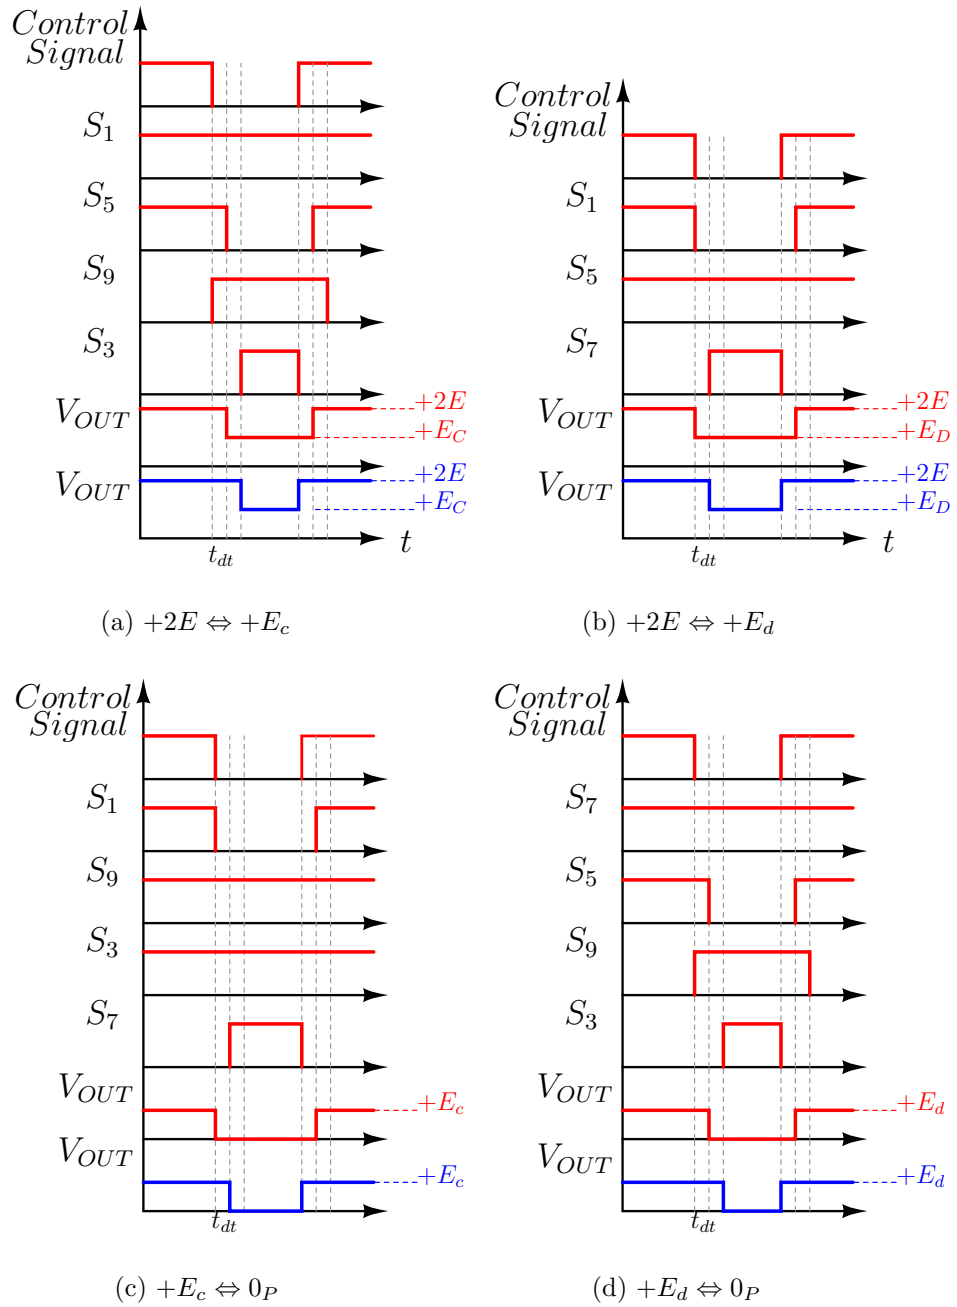 Control
Signal
S1
S5
S9
S3
VOUT
+2E
+EC
VOUT
+2E
+EC
tdt
t
(a) +2E ⇔ +Ec
Control
Signal
S1
S5
S7
VOUT
+2E
+ED
VOUT
+2E
+ED
tdt
t
(b) +2E ⇔ +Ed
Control
Signal
S1
S9
S3
S7
VOUT
+Ec
VOUT
+Ec
tdt
(c) +Ec ⇔ 0P
Control
Signal
S7
S5
S9
S3
VOUT
+Ed
VOUT
+Ed
tdt
(d) +Ed ⇔ 0P